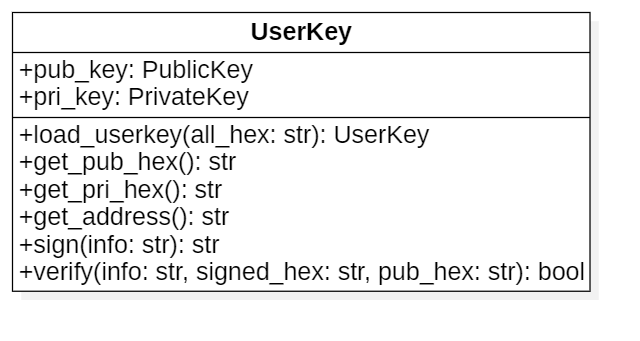 UserKey
+pub_key: PublicKey
+pri_key: PrivateKey
+load_userkey(all_hex: str): UserKey
+get_pub_hex(): str
+get_pri_hex(): str
+get_address(): str
+sign(info: str): str
+verify(info: str, signed_hex: str, pub_hex: str): bool